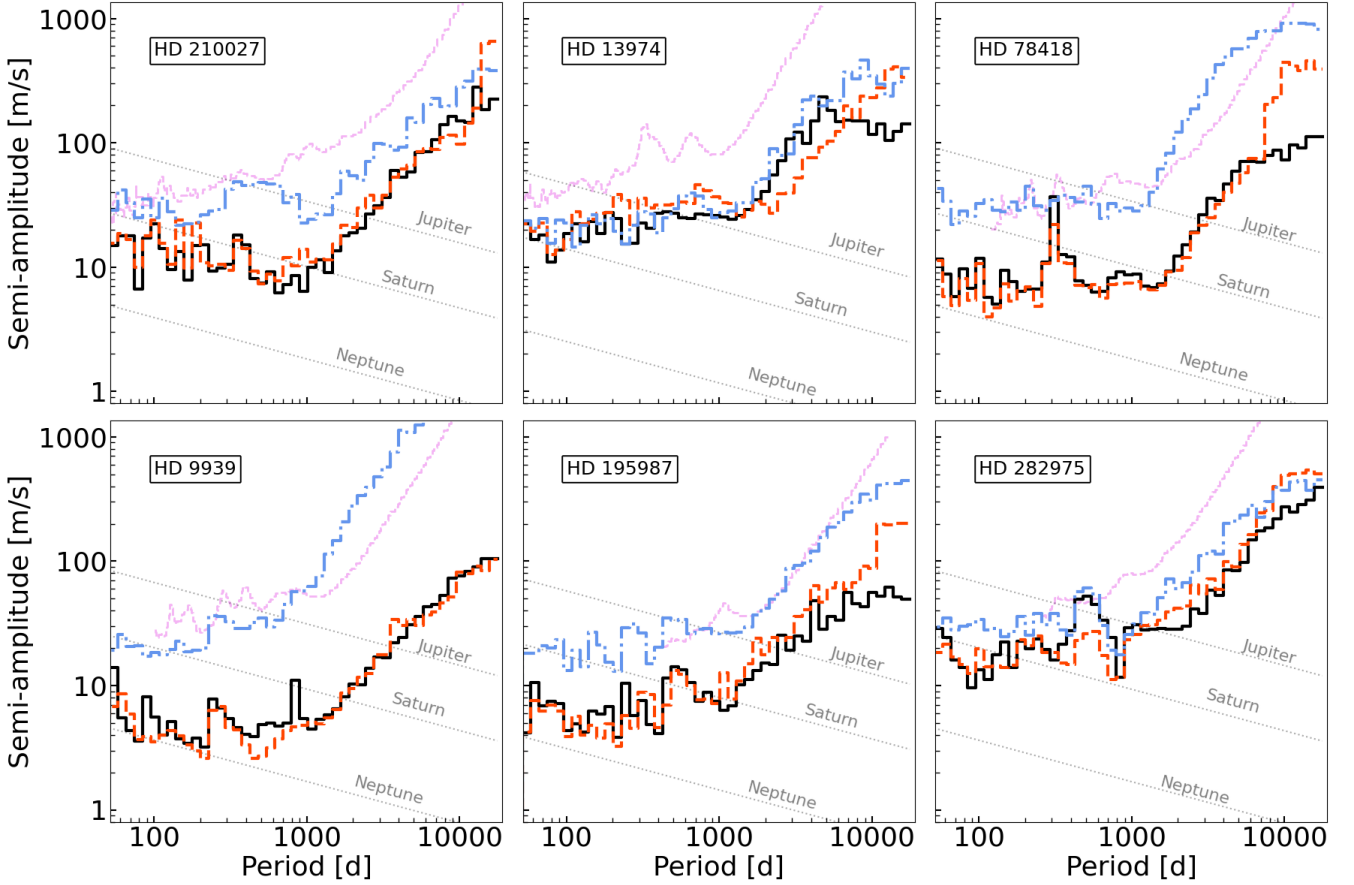 1000
100
10
1
Semi-amplitude [m/s]
HD 210027
Jupiter
Saturn
Neptune
HD 13974
Jupiter
Saturn
Neptune
HD 78418
Jupiter
Saturn
Neptune
1000
100
10
1
Semi-amplitude [m/s]
HD 9939
Jupiter
Saturn
Neptune
HD 195987
Jupiter
Saturn
Neptune
HD 282975
Jupiter
Saturn
Neptune
100 1000 10000
100 1000 10000
100 1000 10000
Period [d]
Period [d]
Period [d]